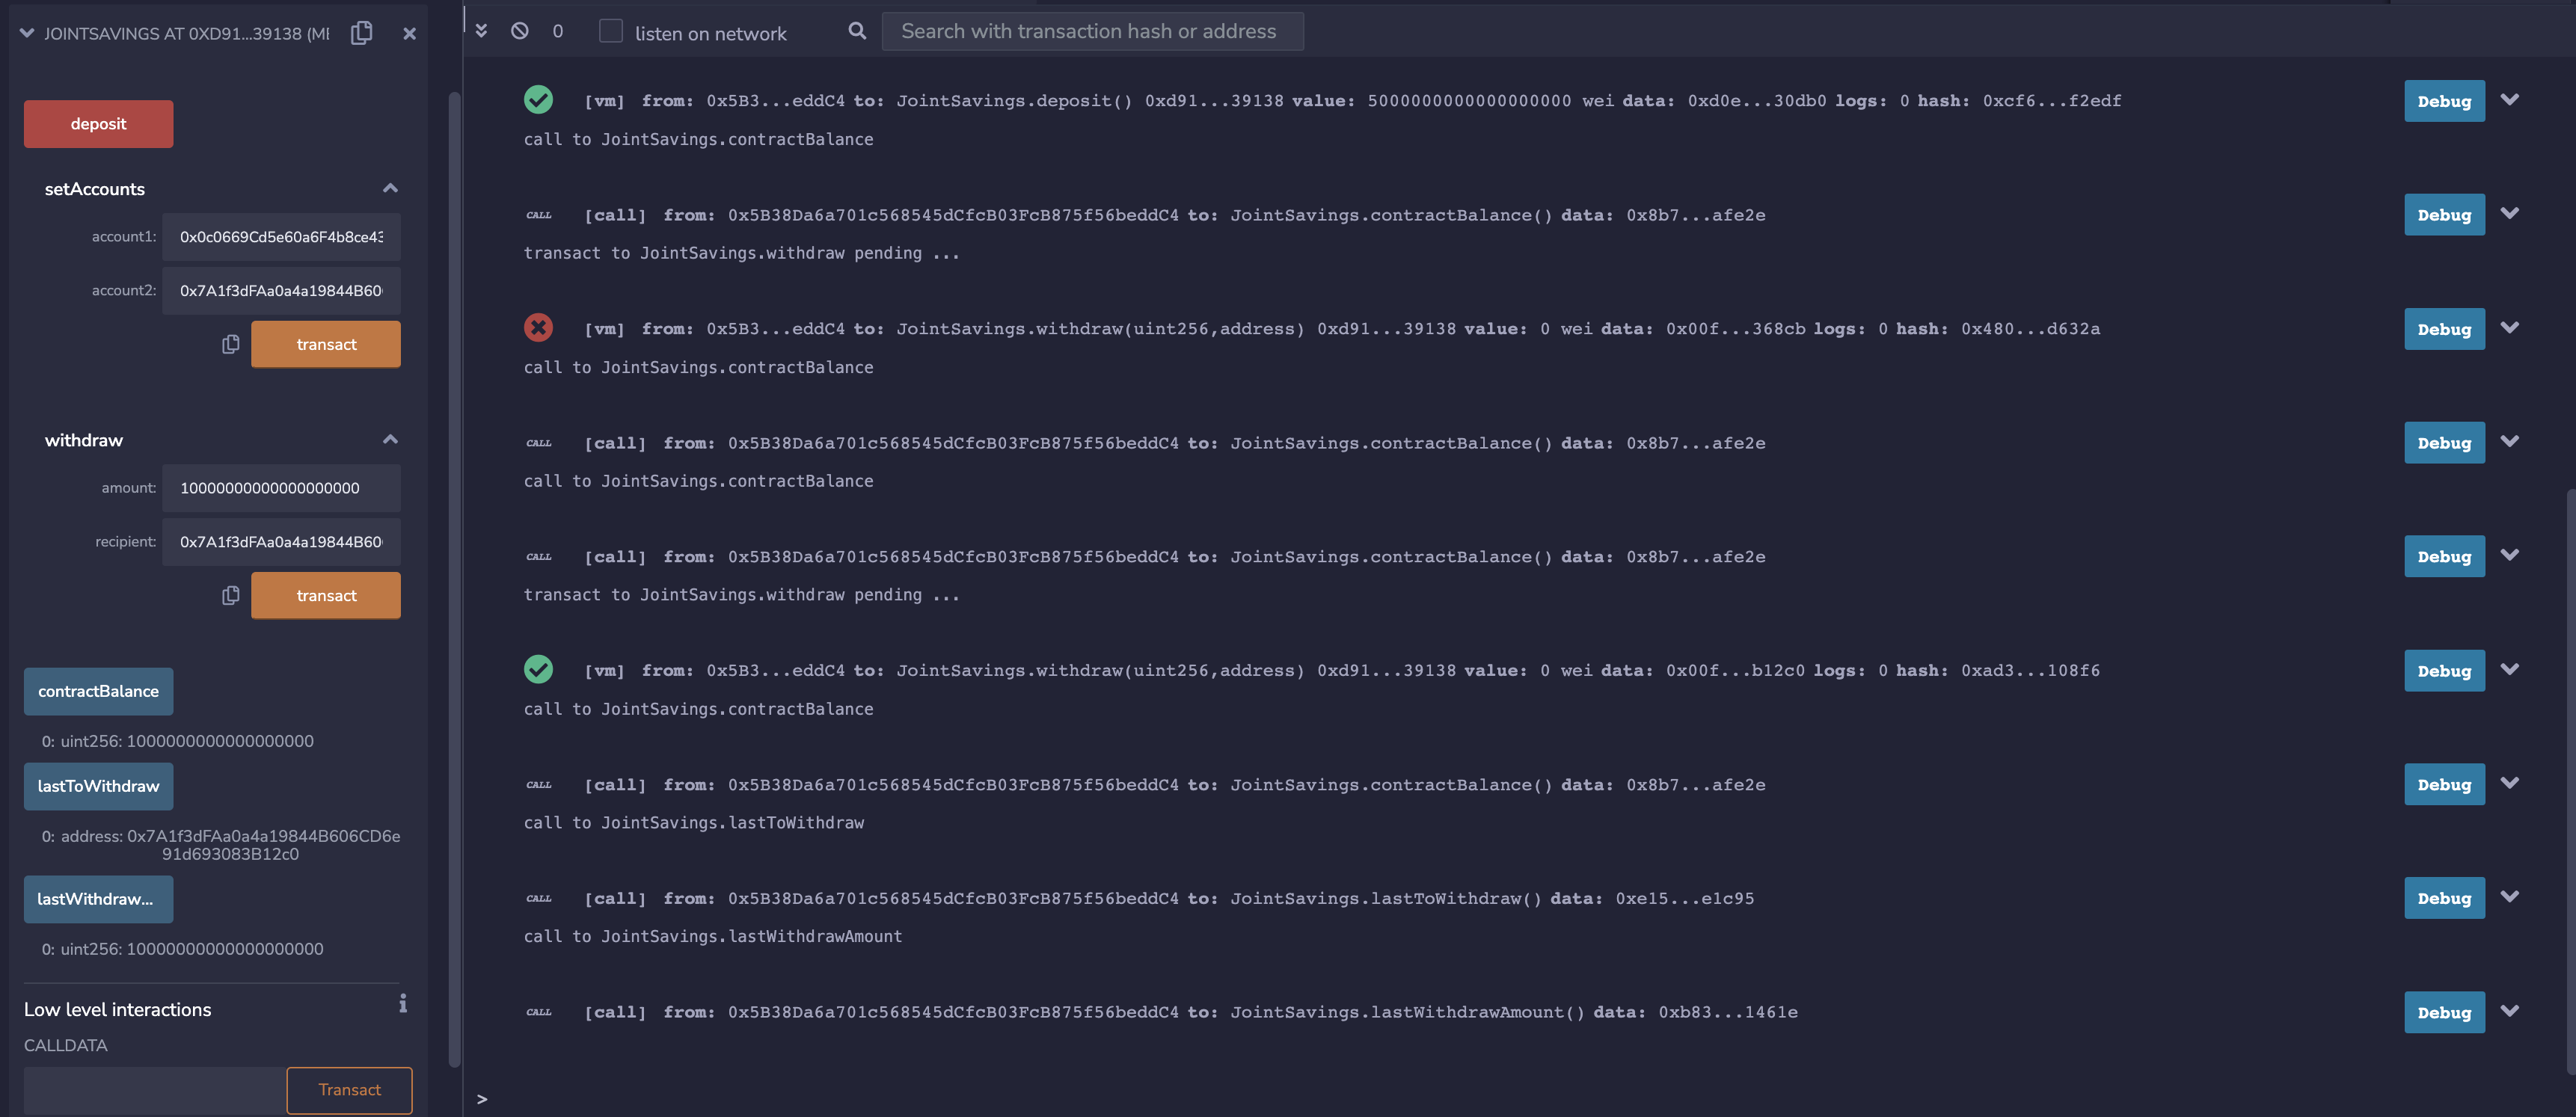 JOINTSAVINGS AT 0XD91...39138 (ME
deposit
setAccounts
account1: 0x0c0669Cd5e60a6F4b8ce43
account2: 0x7A1f3dFAa0a4a19844B60
transact
withdraw
amount: 10000000000000000000
recipient: 0x7A1f3dFAa0a4a19844B60
transact
contractBalance
0: uint256: 1000000000000000000
lastToWithdraw
0: address: 0x7A1f3dFAa0a4a19844B606CD6e
91d693083B12c0
lastWithdraw...
0: uint256: 10000000000000000000
Low level interactions
i
CALLDATA
Transact
0 listen on network Search with transaction hash or address
[vm] from: 0x5B3...eddC4 to: JointSavings.deposit() 0xd91...39138 value: 5000000000000000000 wei data: 0xd0e...30db0 logs: 0 hash: 0xcf6...f2edf Debug
call to JointSavings.contractBalance
CALL [call] from: 0x5B38Da6a701c568545dCfcB03FcB875f56beddC4 to: JointSavings.contractBalance() data: 0x8b7...afe2e Debug
transact to JointSavings.withdraw pending ...
[vm] from: 0x5B3...eddC4 to: JointSavings.withdraw(uint256,address) 0xd91...39138 value: 0 wei data: 0x00f...368cb logs: 0 hash: 0x480...d632a Debug
call to JointSavings.contractBalance
CALL [call] from: 0x5B38Da6a701c568545dCfcB03FcB875f56beddC4 to: JointSavings.contractBalance() data: 0x8b7...afe2e Debug
call to JointSavings.contractBalance
CALL [call] from: 0x5B38Da6a701c568545dCfcB03FcB875f56beddC4 to: JointSavings.contractBalance() data: 0x8b7...afe2e Debug
transact to JointSavings.withdraw pending ...
[vm] from: 0x5B3...eddC4 to: JointSavings.withdraw(uint256,address) 0xd91...39138 value: 0 wei data: 0x00f...b12c0 logs: 0 hash: 0xad3...108f6 Debug
call to JointSavings.contractBalance
CALL [call] from: 0x5B38Da6a701c568545dCfcB03FcB875f56beddC4 to: JointSavings.contractBalance() data: 0x8b7...afe2e Debug
call to JointSavings.lastToWithdraw
CALL [call] from: 0x5B38Da6a701c568545dCfcB03FcB875f56beddC4 to: JointSavings.lastToWithdraw() data: 0xe15...e1c95 Debug
call to JointSavings.lastWithdrawAmount
CALL [call] from: 0x5B38Da6a701c568545dCfcB03FcB875f56beddC4 to: JointSavings.lastWithdrawAmount() data: 0xb83...1461e Debug
>